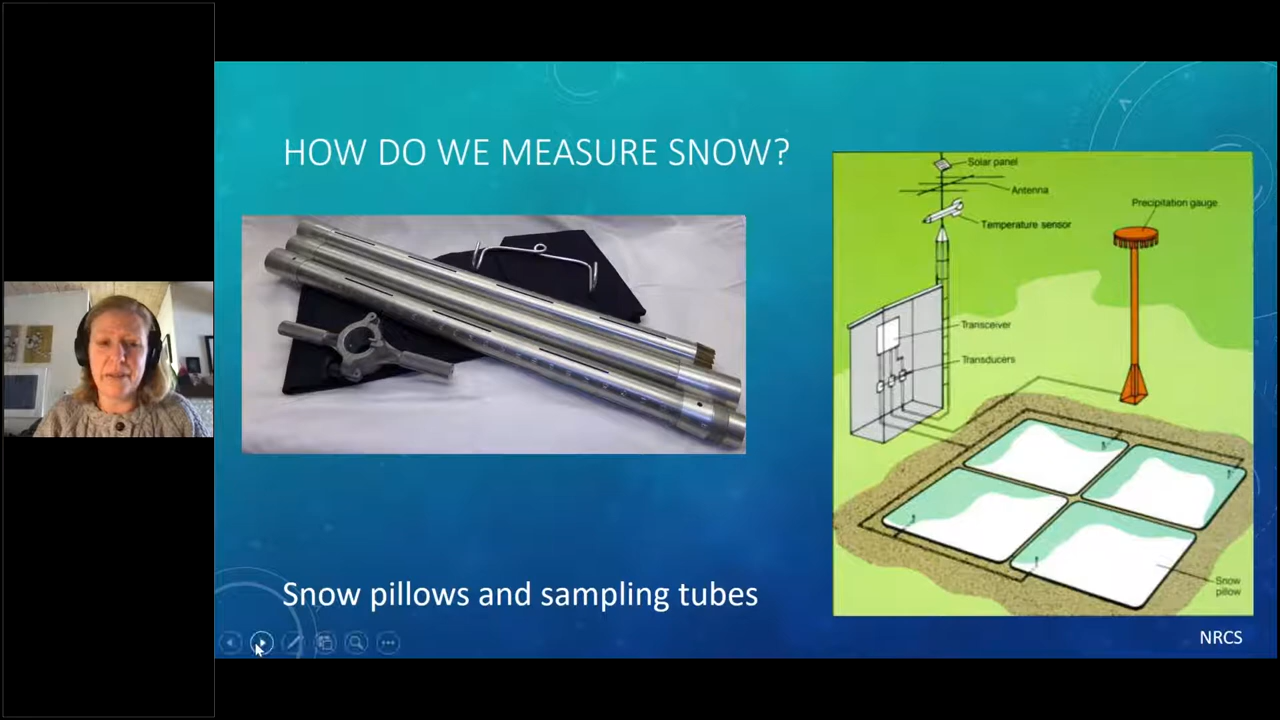 HOW DO WE MEASURE SNOW?
Solar panel
Antenna
Precipitation gauge
Temperature sensor
Transceiver
Transducers
Snow
pillow
Snow pillows and sampling tubes
NRCS